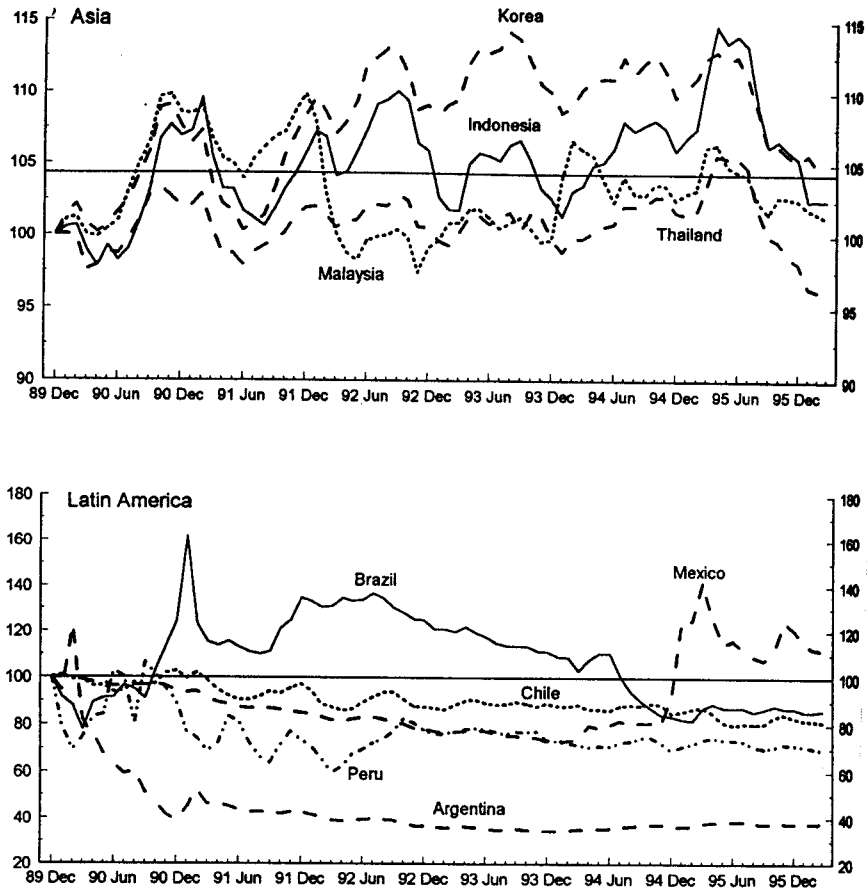 Asia
Korea
Indonesia
Malaysia
Thailand
115
110
105
100
95
90
115
110
105
100
95
90
89 Dec 90 Jun 90 Dec 91 Jun 91 Dec 92 Jun 92 Dec 93 Jun 93 Dec 94 Jun 94 Dec 95 Jun 95 Dec
Latin America
Brazil
Mexico
Chile
Peru
Argentina
180
160
140
120
100
80
60
40
20
180
160
140
120
100
80
60
40
20
89 Dec 90 Jun 90 Dec 91 Jun 91 Dec 92 Jun 92 Dec 93 Jun 93 Dec 94 Jun 94 Dec 95 Jun 95 Dec